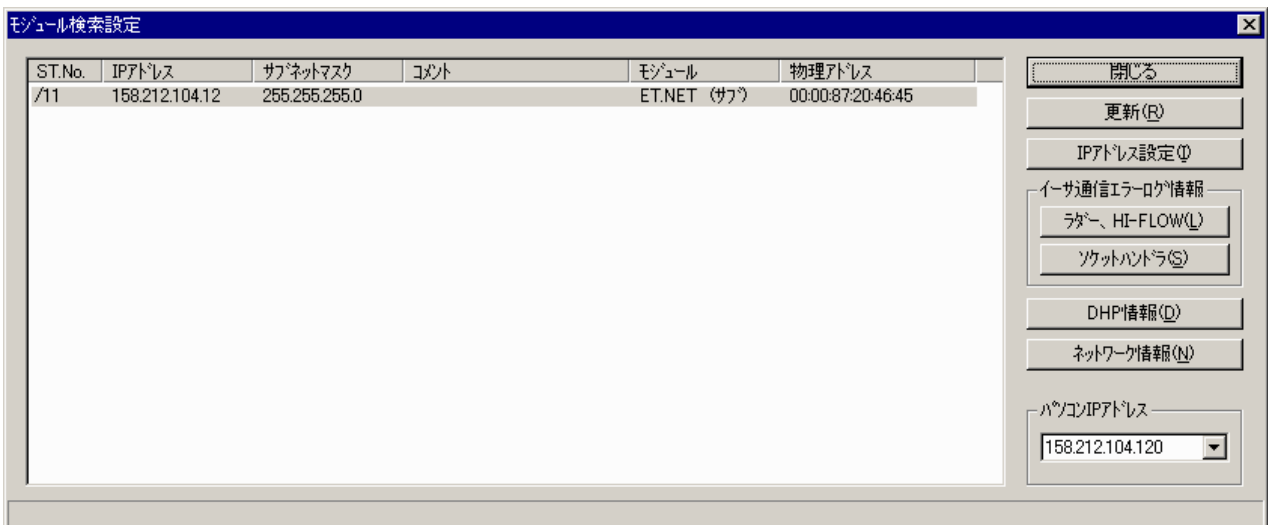 モジュール検索設定
ST.No. IPアドレス サブネットマスク コメント モジュール 物理アドレス
/11 158.212.104.12 255.255.255.0 ET.NET (サブ) 00:00:87:20:46:45
閉じる
更新(R)
IPアドレス設定(I)
イーサ通信エラーログ情報
ラダー、HI-FLOW(L)
ソケットハンドラ(S)
DHP情報(D)
ネットワーク情報(N)
パソコンIPアドレス
158.212.104.120